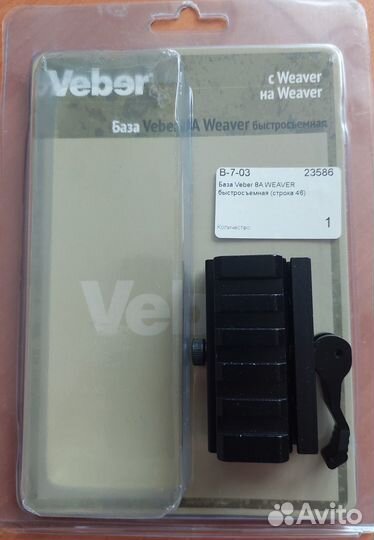 Veber
с Weaver
на Weaver
База Veber 8A Weaver быстросъемная
В-7-03 23586
База Veber 8A WEAVER
быстросъемная (строка 46)
Количество: 1
Veber
Avito